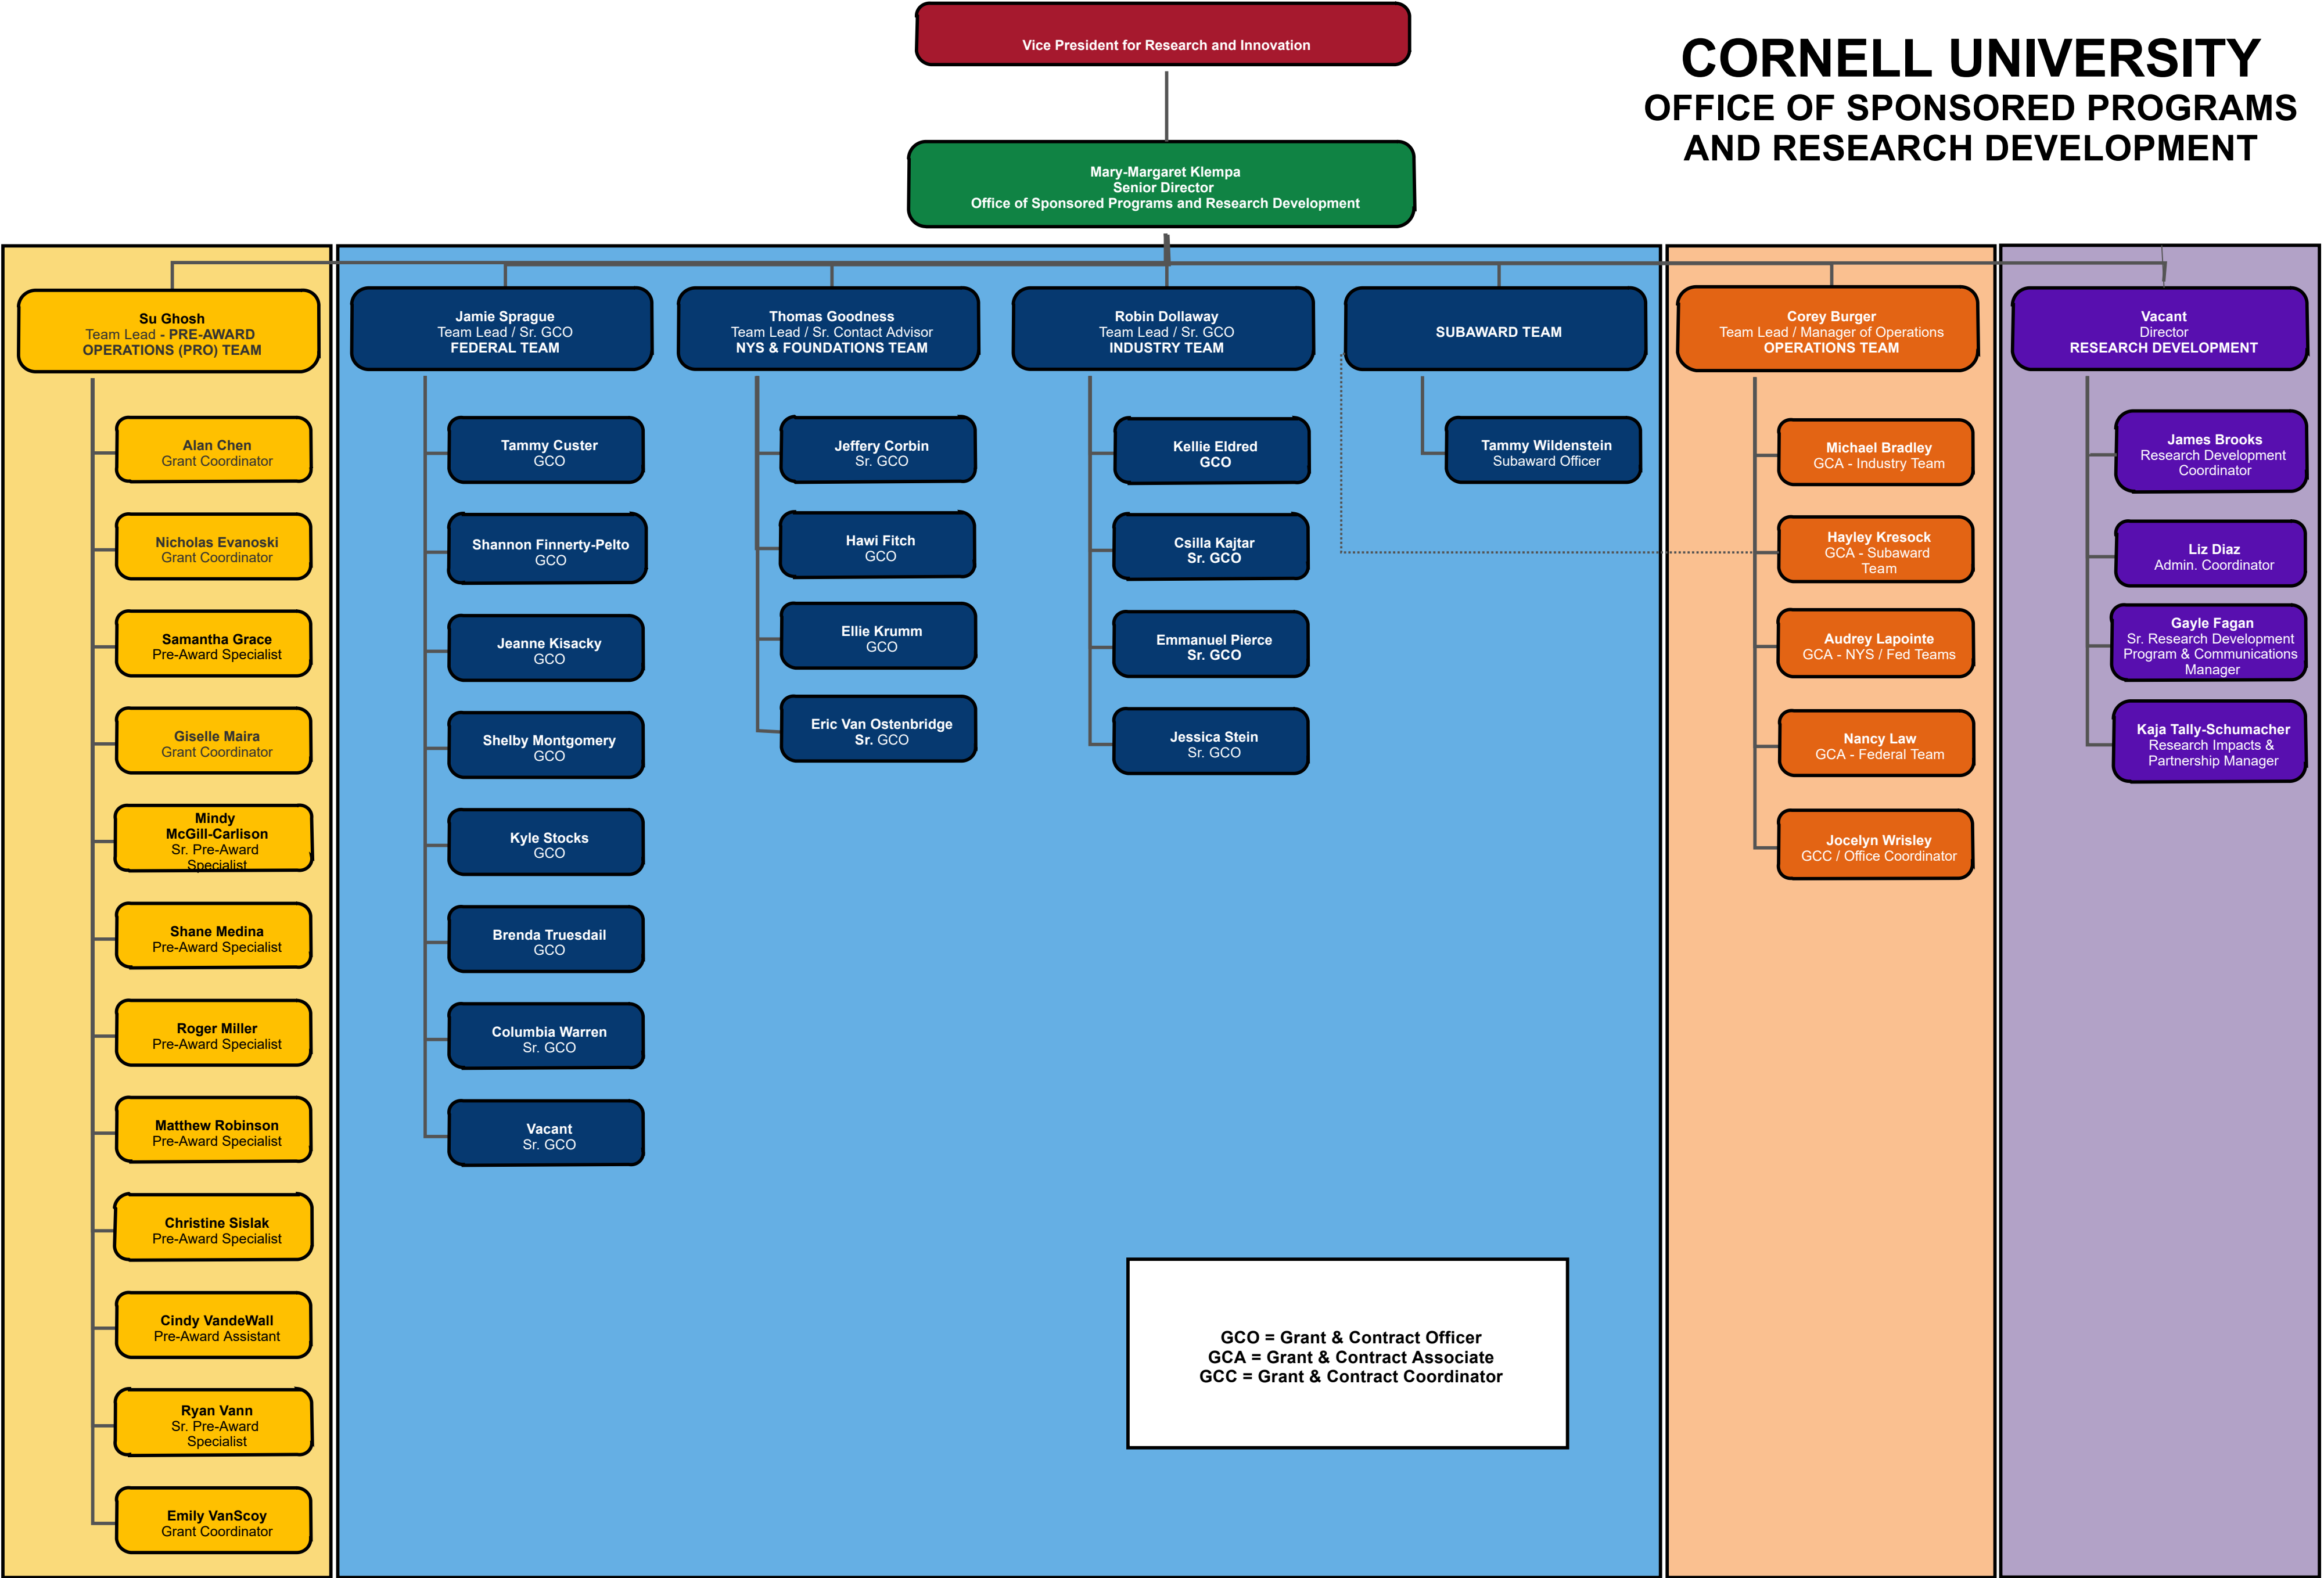 Vice President for Research and Innovation
CORNELL UNIVERSITY
OFFICE OF SPONSORED PROGRAMS
AND RESEARCH DEVELOPMENT
Mary-Margaret Klempa
Senior Director
Office of Sponsored Programs and Research Development
Su Ghosh
Team Lead - PRE-AWARD
OPERATIONS (PRO) TEAM
Alan Chen
Grant Coordinator
Nicholas Evanoski
Grant Coordinator
Samantha Grace
Pre-Award Specialist
Giselle Maira
Grant Coordinator
Mindy
McGill-Carlison
Sr. Pre-Award
Specialist
Shane Medina
Pre-Award Specialist
Roger Miller
Pre-Award Specialist
Matthew Robinson
Pre-Award Specialist
Christine Sislak
Pre-Award Specialist
Cindy VandeWall
Pre-Award Assistant
Ryan Vann
Sr. Pre-Award
Specialist
Emily VanScoy
Grant Coordinator
Jamie Sprague
Team Lead / Sr. GCO
FEDERAL TEAM
Tammy Custer
GCO
Shannon Finnerty-Pelto
GCO
Jeanne Kisacky
GCO
Shelby Montgomery
GCO
Kyle Stocks
GCO
Brenda Truesdail
GCO
Columbia Warren
Sr. GCO
Vacant
Sr. GCO
Thomas Goodness
Team Lead / Sr. Contact Advisor
NYS & FOUNDATIONS TEAM
Jeffery Corbin
Sr. GCO
Hawi Fitch
GCO
Ellie Krumm
GCO
Eric Van Ostenbridge
Sr. GCO
Robin Dollaway
Team Lead / Sr. GCO
INDUSTRY TEAM
Kellie Eldred
GCO
Csilla Kajtar
Sr. GCO
Emmanuel Pierce
Sr. GCO
Jessica Stein
Sr. GCO
SUBAWARD TEAM
Tammy Wildenstein
Subaward Officer
Corey Burger
Team Lead / Manager of Operations
OPERATIONS TEAM
Michael Bradley
GCA - Industry Team
Hayley Kresock
GCA - Subaward
Team
Audrey Lapointe
GCA - NYS / Fed Teams
Nancy Law
GCA - Federal Team
Jocelyn Wrisley
GCC / Office Coordinator
Vacant
Director
RESEARCH DEVELOPMENT
James Brooks
Research Development
Coordinator
Liz Diaz
Admin. Coordinator
Gayle Fagan
Sr. Research Development
Program & Communications
Manager
Kaja Tally-Schumacher
Research Impacts &
Partnership Manager
GCO = Grant & Contract Officer
GCA = Grant & Contract Associate
GCC = Grant & Contract Coordinator